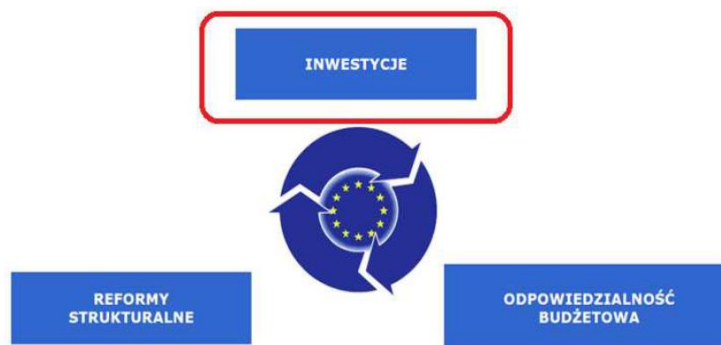 INWESTYCJE
REFORMY
STRUKTURALNE
ODPOWIEDZIALNOŚĆ
BUDŻETOWA